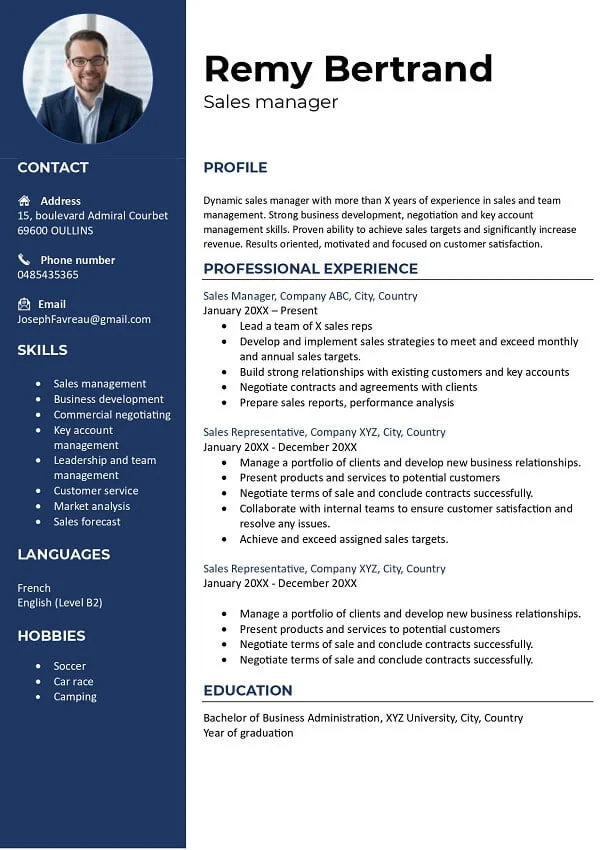 Remy Bertrand
Sales manager
CONTACT
Address
15, boulevard Admiral Courbet
69600 OULLINS
Phone number
0485435365
Email
JosephFavreau@gmail.com
SKILLS
• Sales management
• Business development
• Commercial negotiating
• Key account
management
• Leadership and team
management
• Customer service
• Market analysis
• Sales forecast
LANGUAGES
French
English (Level B2)
HOBBIES
• Soccer
• Car race
• Camping
PROFILE
Dynamic sales manager with more than X years of experience in sales and team
management. Strong business development, negotiation and key account
management skills. Proven ability to achieve sales targets and significantly increase
revenue. Results oriented, motivated and focused on customer satisfaction.
PROFESSIONAL EXPERIENCE
Sales Manager, Company ABC, City, Country
January 20XX – Present
• Lead a team of X sales reps
• Develop and implement sales strategies to meet and exceed monthly
and annual sales targets.
• Build strong relationships with existing customers and key accounts
• Negotiate contracts and agreements with clients
• Prepare sales reports, performance analysis
Sales Representative, Company XYZ, City, Country
January 20XX - December 20XX
• Manage a portfolio of clients and develop new business relationships.
• Present products and services to potential customers
• Negotiate terms of sale and conclude contracts successfully.
• Collaborate with internal teams to ensure customer satisfaction and
resolve any issues.
• Achieve and exceed assigned sales targets.
Sales Representative, Company XYZ, City, Country
January 20XX - December 20XX
• Manage a portfolio of clients and develop new business relationships.
• Present products and services to potential customers
• Negotiate terms of sale and conclude contracts successfully.
• Negotiate terms of sale and conclude contracts successfully.
EDUCATION
Bachelor of Business Administration, XYZ University, City, Country
Year of graduation